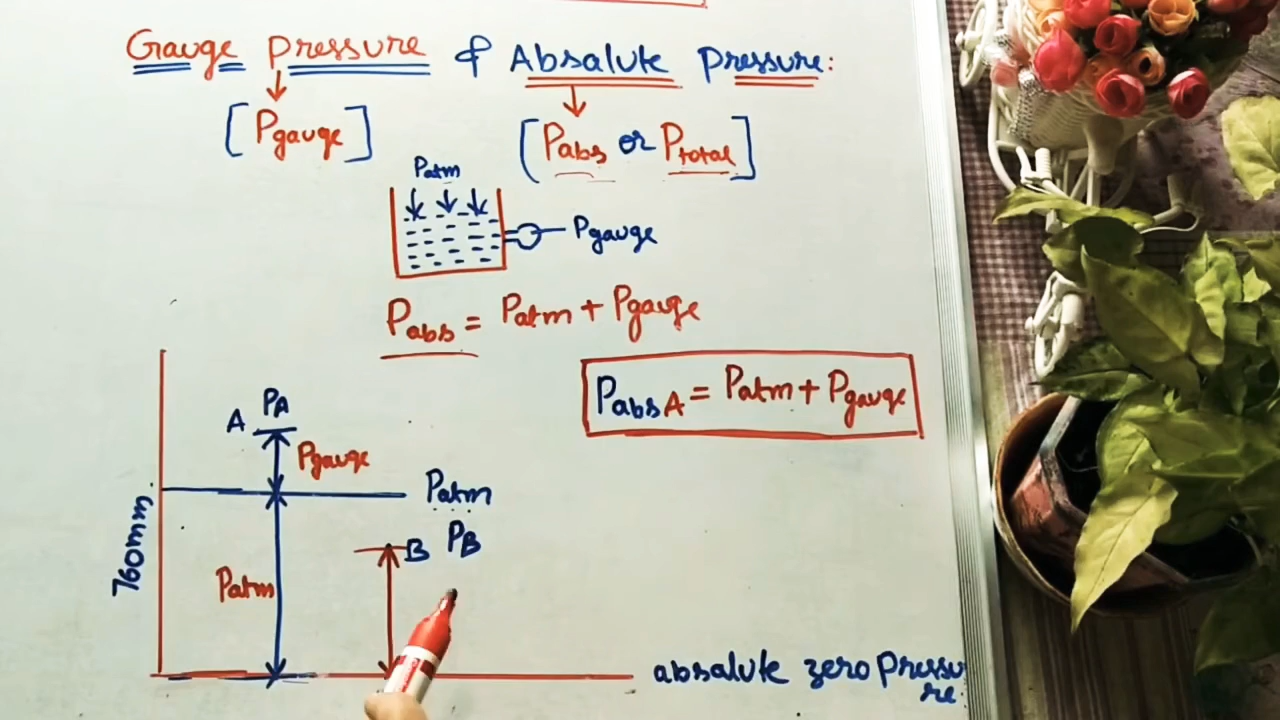 Gauge Pressure & Absalute Pressure:
[Pgauge] [Pabs or Ptotal]
Patm
Pgauge
Pabs = Patm + Pgauge
PabsA = Patm + Pgauge
A PA
Pgauge
Patm
B PB
760mm
Patm
absalute zero Pressu
re